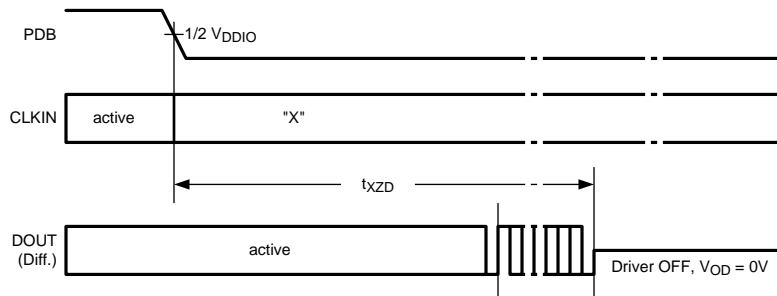 PDB
1/2 VDDIO
CLKIN
active
"X"
tXZD
DOUT
(Diff.)
active
Driver OFF, VOD = 0V